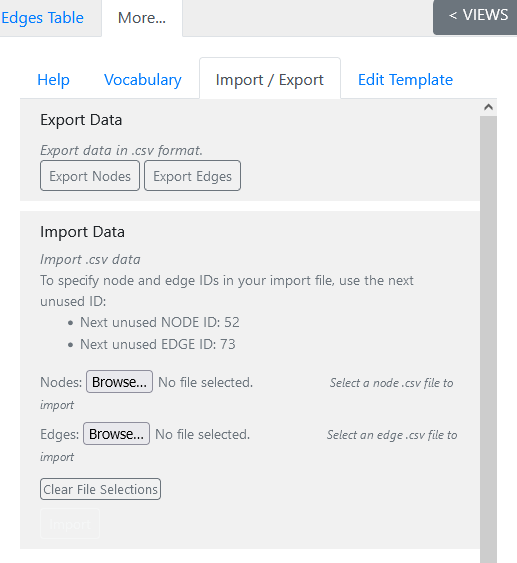 Edges Table
More...
< VIEWS
Help
Vocabulary
Import / Export
Edit Template
Export Data
Export data in .csv format.
Export Nodes
Export Edges
Import Data
Import .csv data
To specify node and edge IDs in your import file, use the next
unused ID:
• Next unused NODE ID: 52
• Next unused EDGE ID: 73
Nodes: Browse... No file selected. Select a node .csv file to
import
Edges: Browse... No file selected. Select an edge .csv file to
import
Clear File Selections
Import